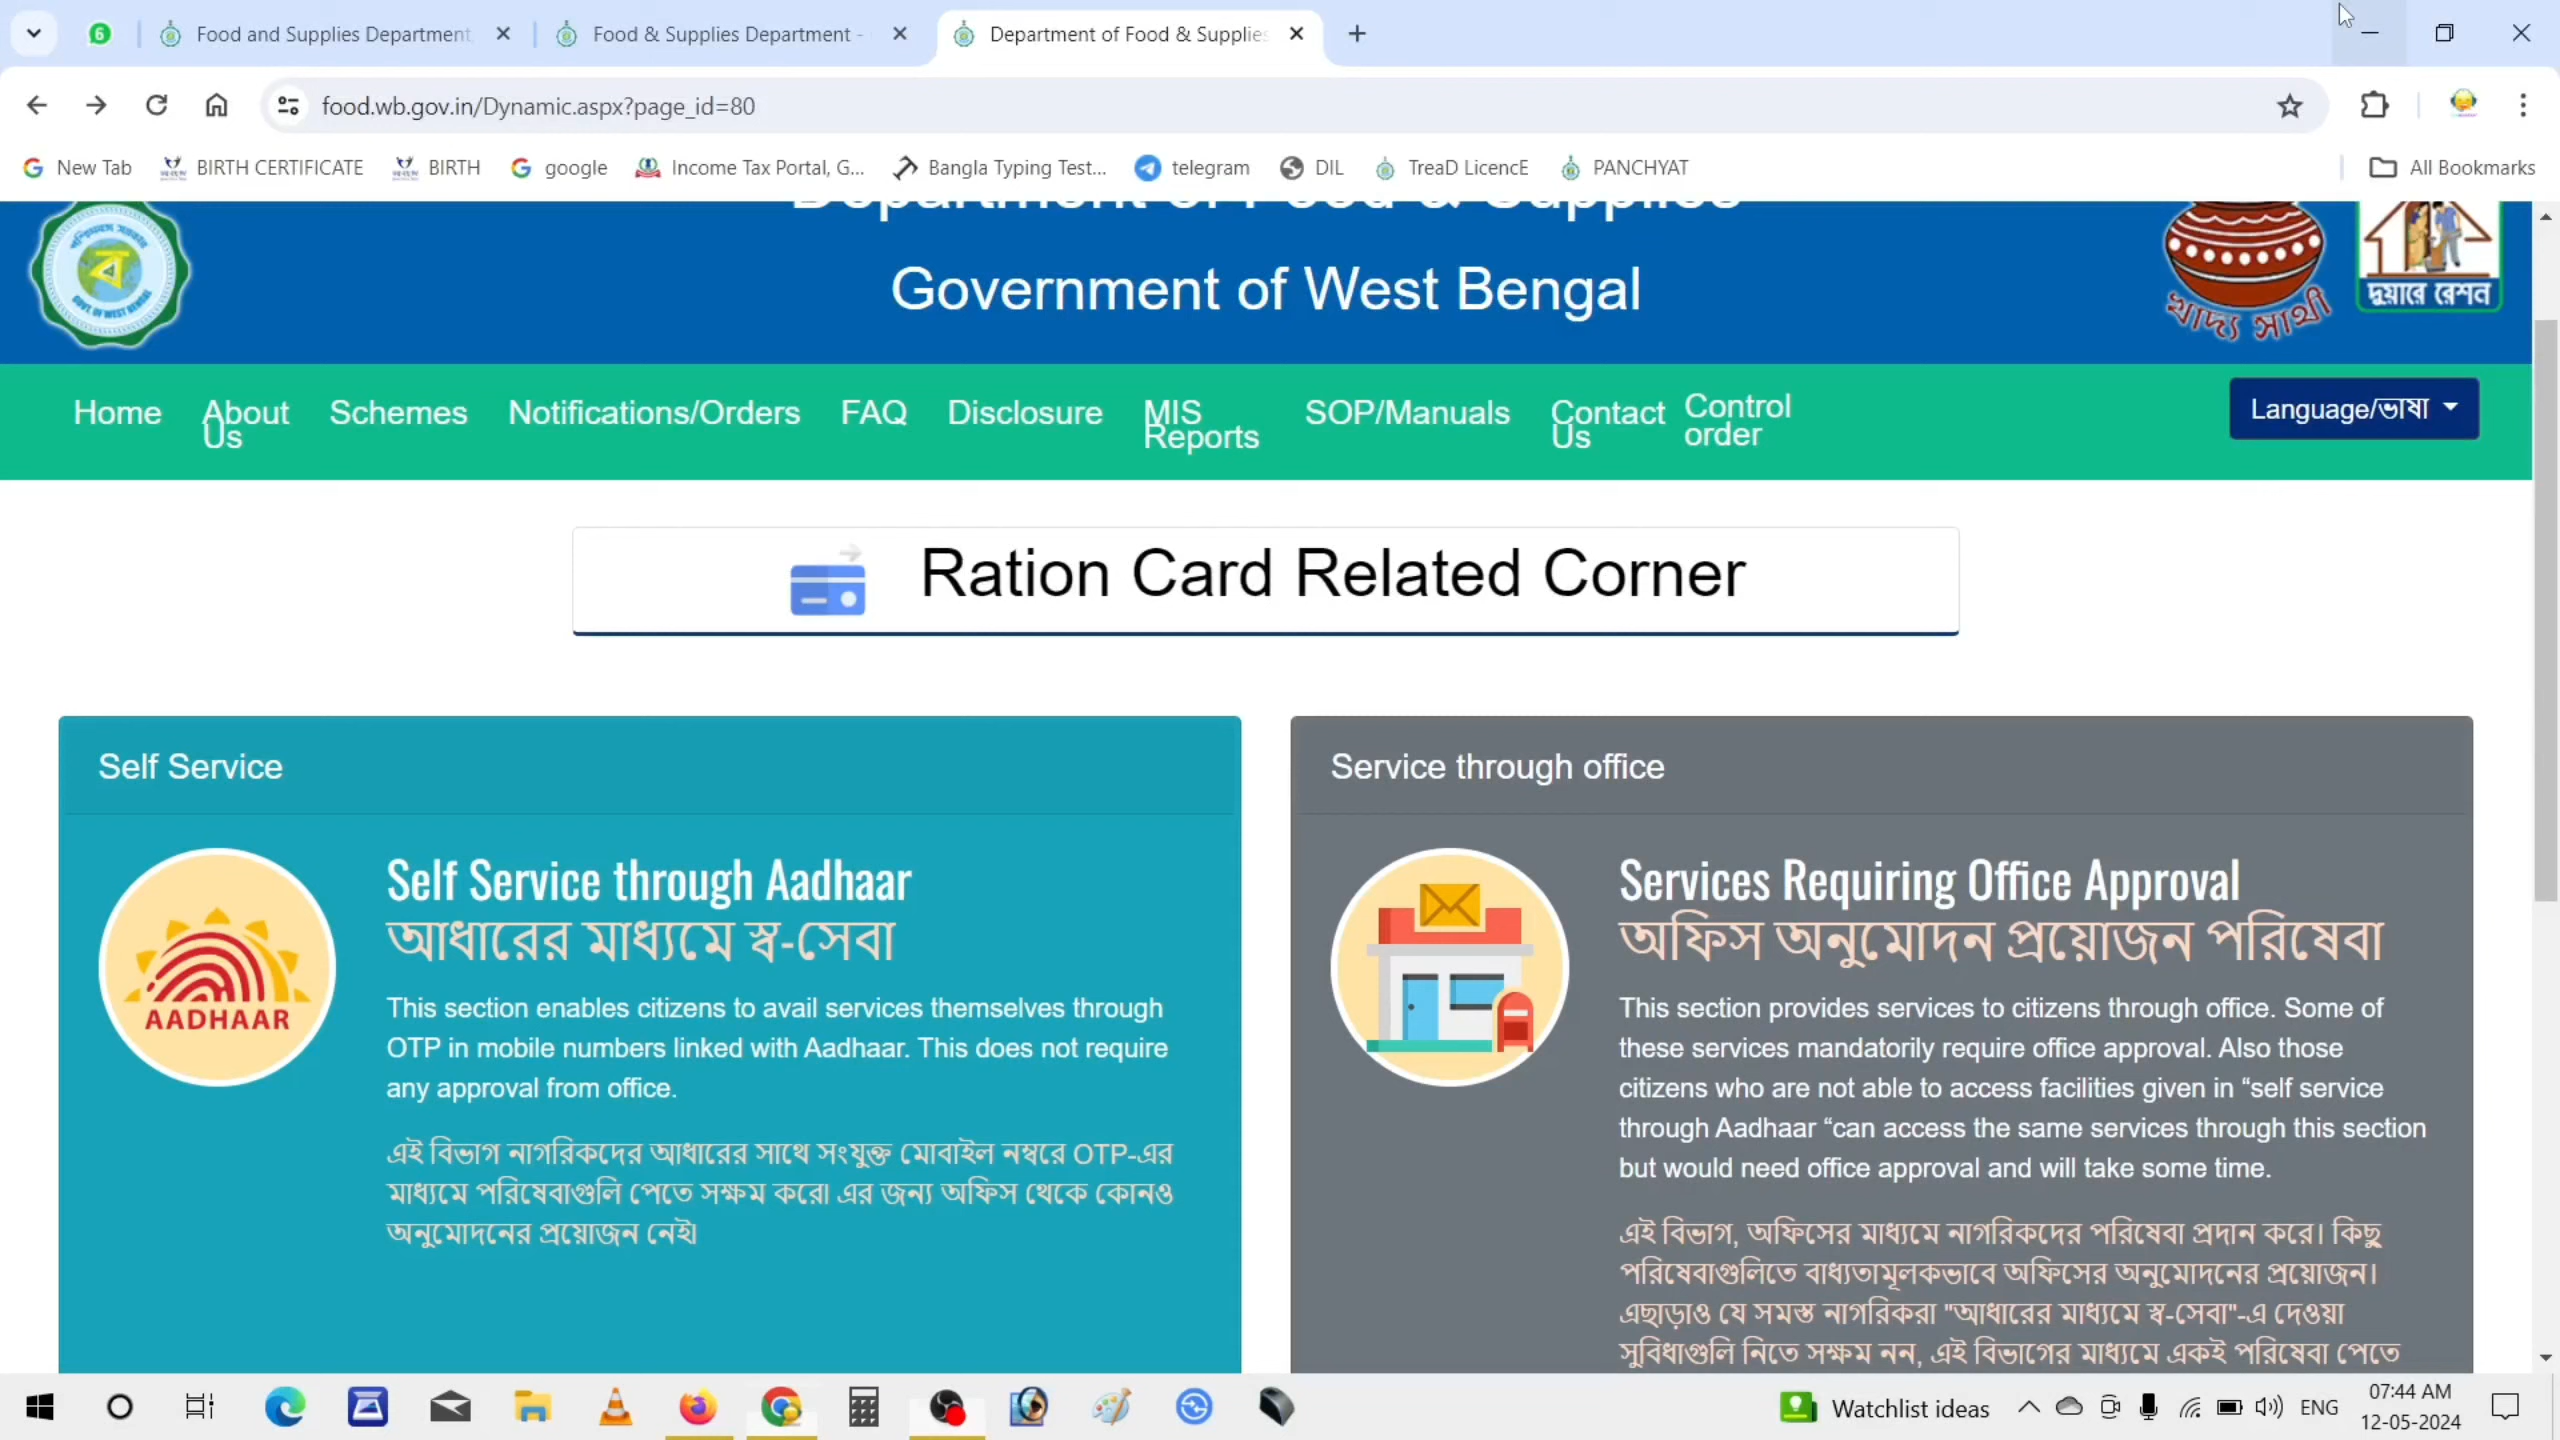 6
Food and Supplies Department
Food & Supplies Department -
Department of Food & Supplies
food.wb.gov.in/Dynamic.aspx?page_id=80
New Tab
BIRTH CERTIFICATE
BIRTH
google
Income Tax Portal, G...
Bangla Typing Test...
telegram
DIL
TreaD LicencE
PANCHYAT
All Bookmarks
Department of Food & Supplies
Government of West Bengal
খাদ্য সাথী
দুয়ারে রেশন
Home
About Us
Schemes
Notifications/Orders
FAQ
Disclosure
MIS Reports
SOP/Manuals
Contact Us
Control order
Language/ভাষা
Ration Card Related Corner
Self Service
AADHAAR
Self Service through Aadhaar
আধারের মাধ্যমে স্ব-সেবা
This section enables citizens to avail services themselves through
OTP in mobile numbers linked with Aadhaar. This does not require
any approval from office.
এই বিভাগ নাগরিকদের আধারের সাথে সংযুক্ত মোবাইল নম্বরে OTP-এর
মাধ্যমে পরিষেবাগুলি পেতে সক্ষম করে। এর জন্য অফিস থেকে কোনও
অনুমোদনের প্রয়োজন নেই।
Service through office
Services Requiring Office Approval
অফিস অনুমোদন প্রয়োজন পরিষেবা
This section provides services to citizens through office. Some of
these services mandatorily require office approval. Also those
citizens who are not able to access facilities given in “self service
through Aadhaar “can access the same services through this section
but would need office approval and will take some time.
এই বিভাগ, অফিসের মাধ্যমে নাগরিকদের পরিষেবা প্রদান করে। কিছু
পরিষেবাগুলিতে বাধ্যতামূলকভাবে অফিসের অনুমোদনের প্রয়োজন।
এছাড়াও যে সমস্ত নাগরিকরা "আধারের মাধ্যমে স্ব-সেবা"-এ দেওয়া
সুবিধাগুলি নিতে সক্ষম নন, এই বিভাগের মাধ্যমে একই পরিষেবা পেতে
Watchlist ideas
ENG
07:44 AM
12-05-2024